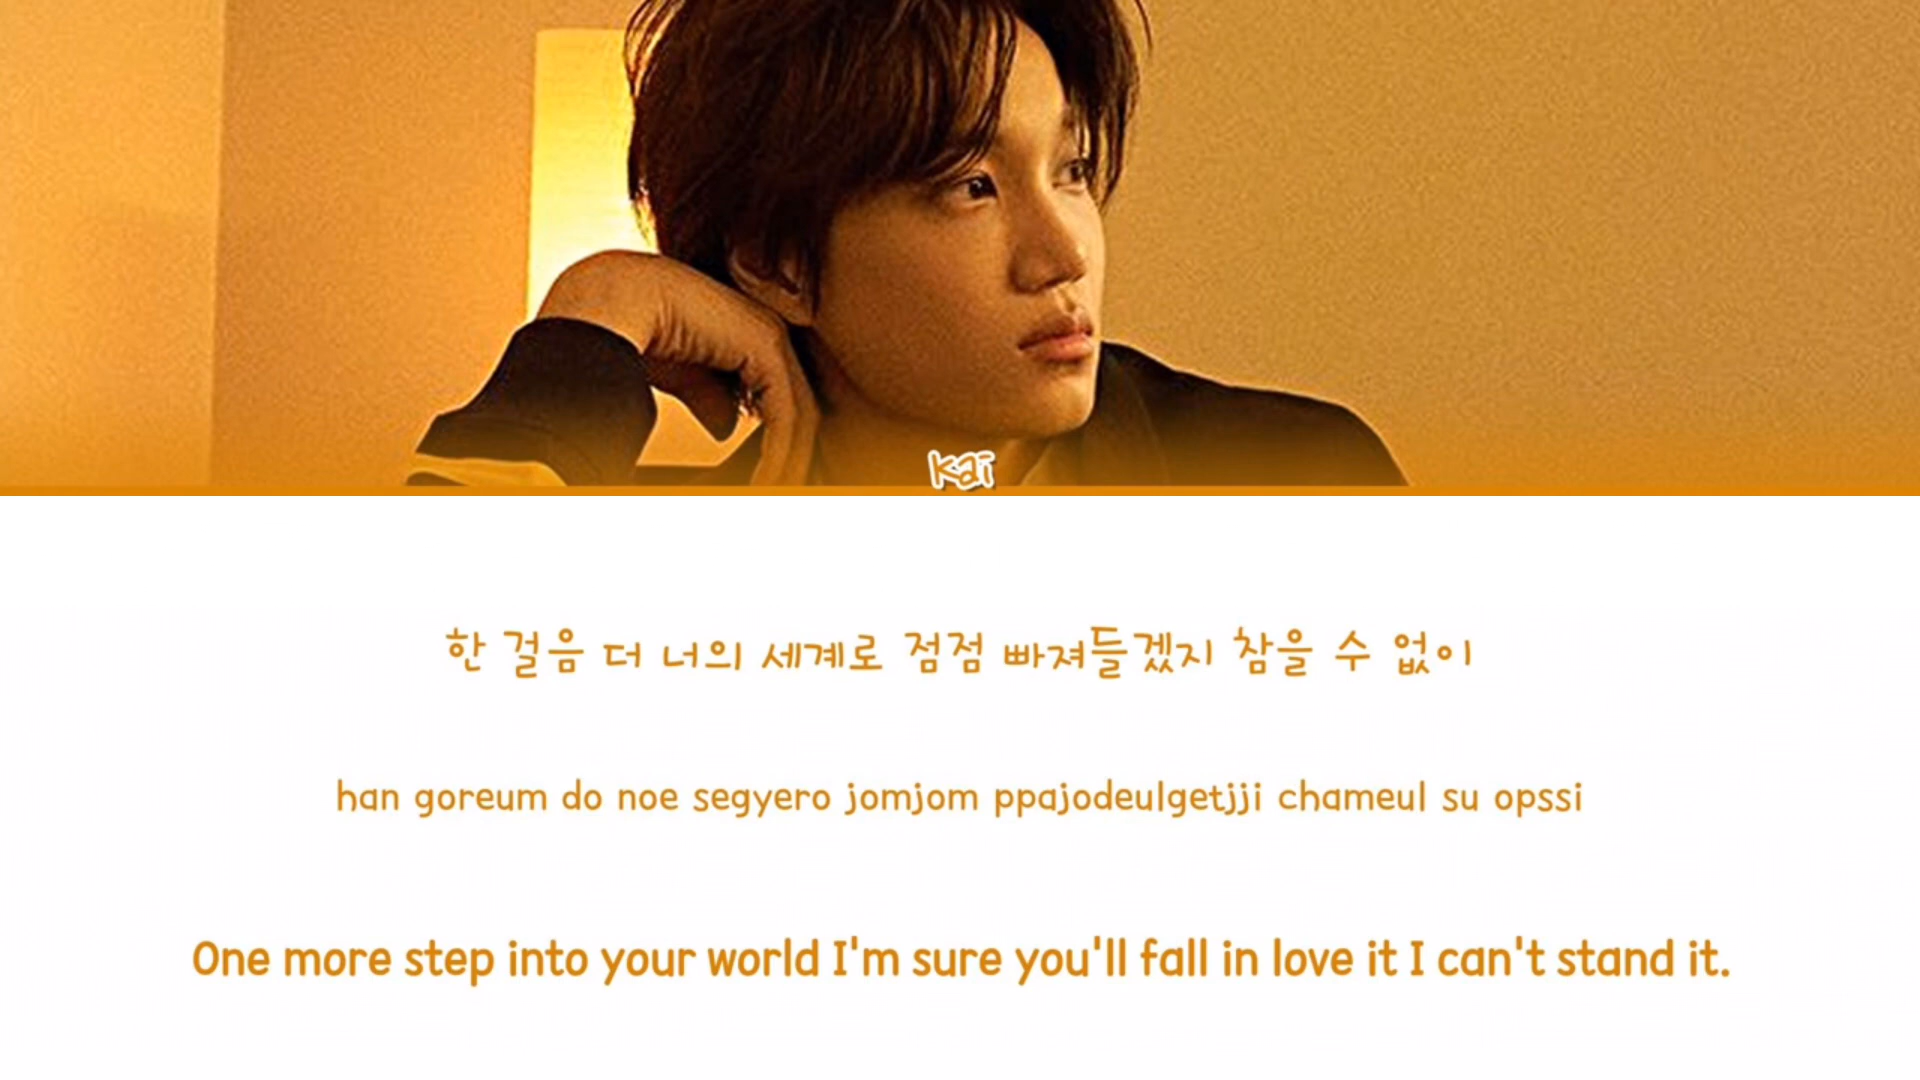 kai
한 걸음 더 너의 세계로 점점 빠져들겠지 참을 수 없이
han goreum do noe segyero jomjom ppajodeulgetjji chameul su opssi
One more step into your world I'm sure you'll fall in love it I can't stand it.